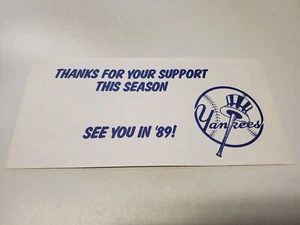 THANKS FOR YOUR SUPPORT
THIS SEASON
Yankees
SEE YOU IN '89!